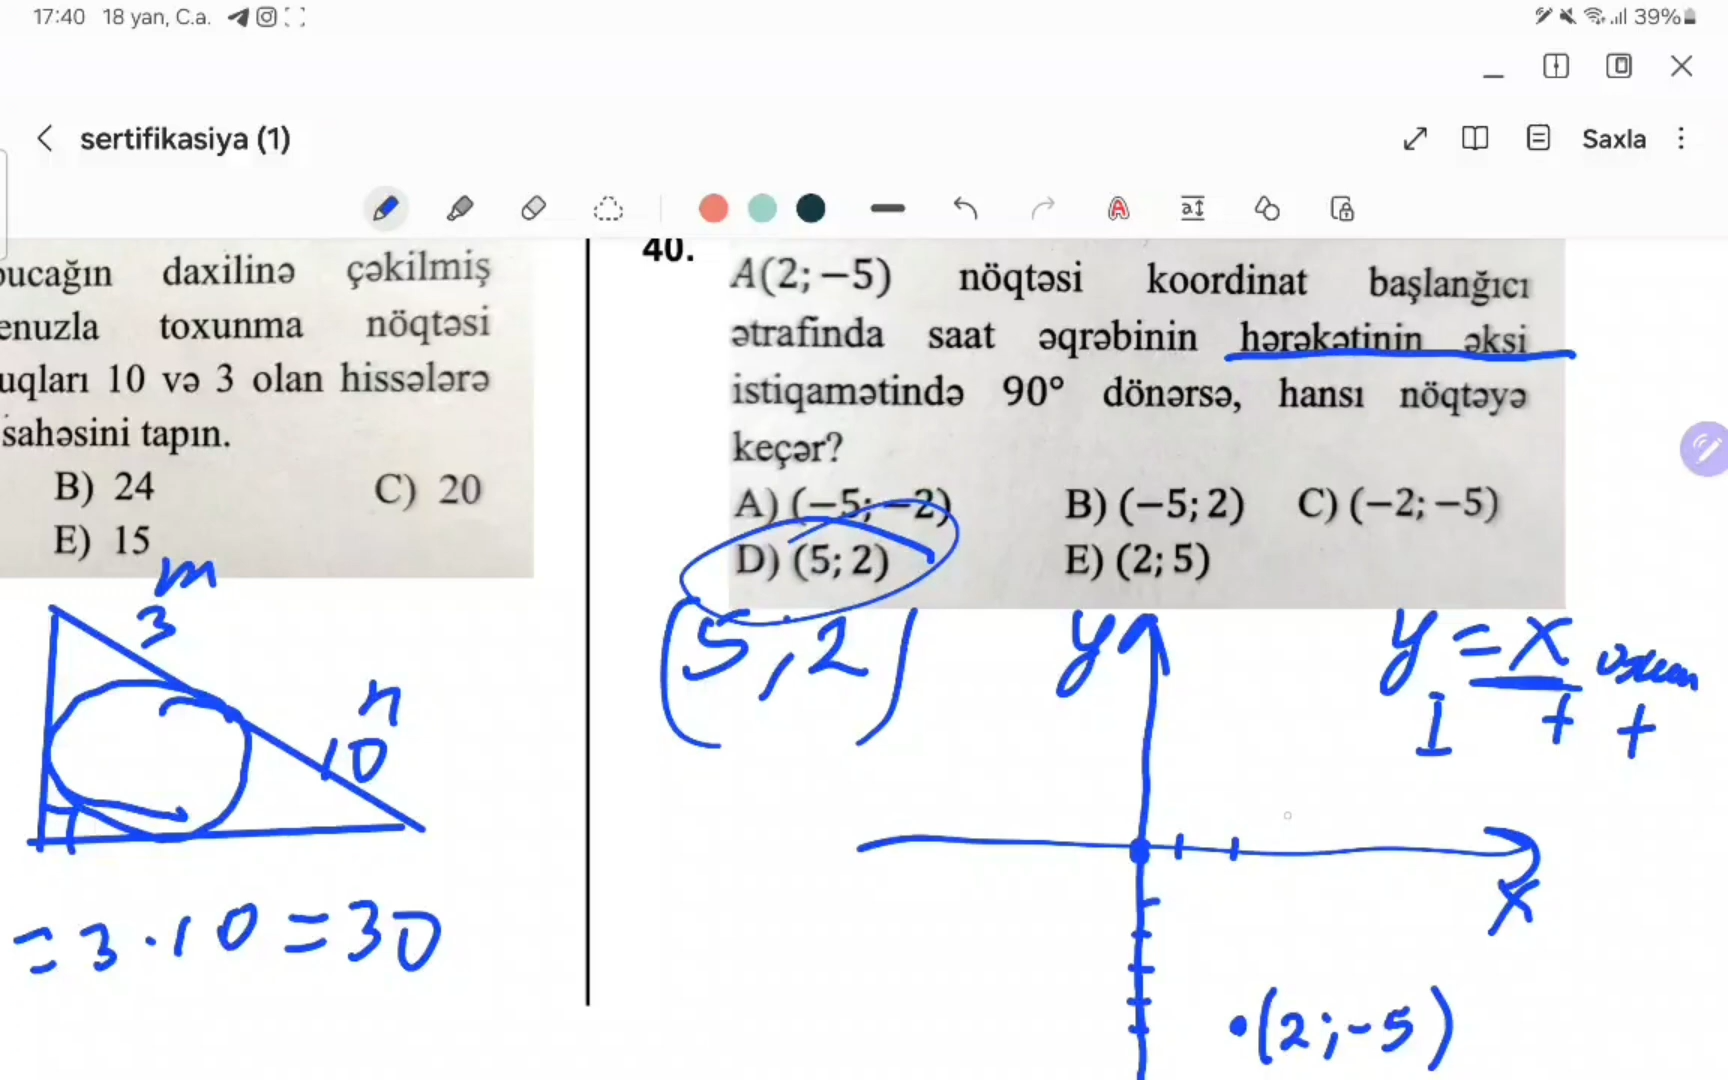 17:40 18 yan, C.a.
39%
sertifikasiya (1)
Saxla
bucağın daxilinə çəkilmiş
enuzla toxunma nöqtəsi
uqları 10 və 3 olan hissələrə
sahəsini tapın.
B) 24 C) 20
E) 15
m
3
n
10
= 3 · 10 = 30
40.
A(2; −5) nöqtəsi koordinat başlanğıcı
ətrafında saat əqrəbinin hərəkətinin əksi
istiqamətində 90° dönərsə, hansı nöqtəyə
keçər?
A) (−5; −2) B) (−5; 2) C) (−2; −5)
D) (5; 2) E) (2; 5)
(5, 2)
y
y = x
I + +
x
(2; -5)